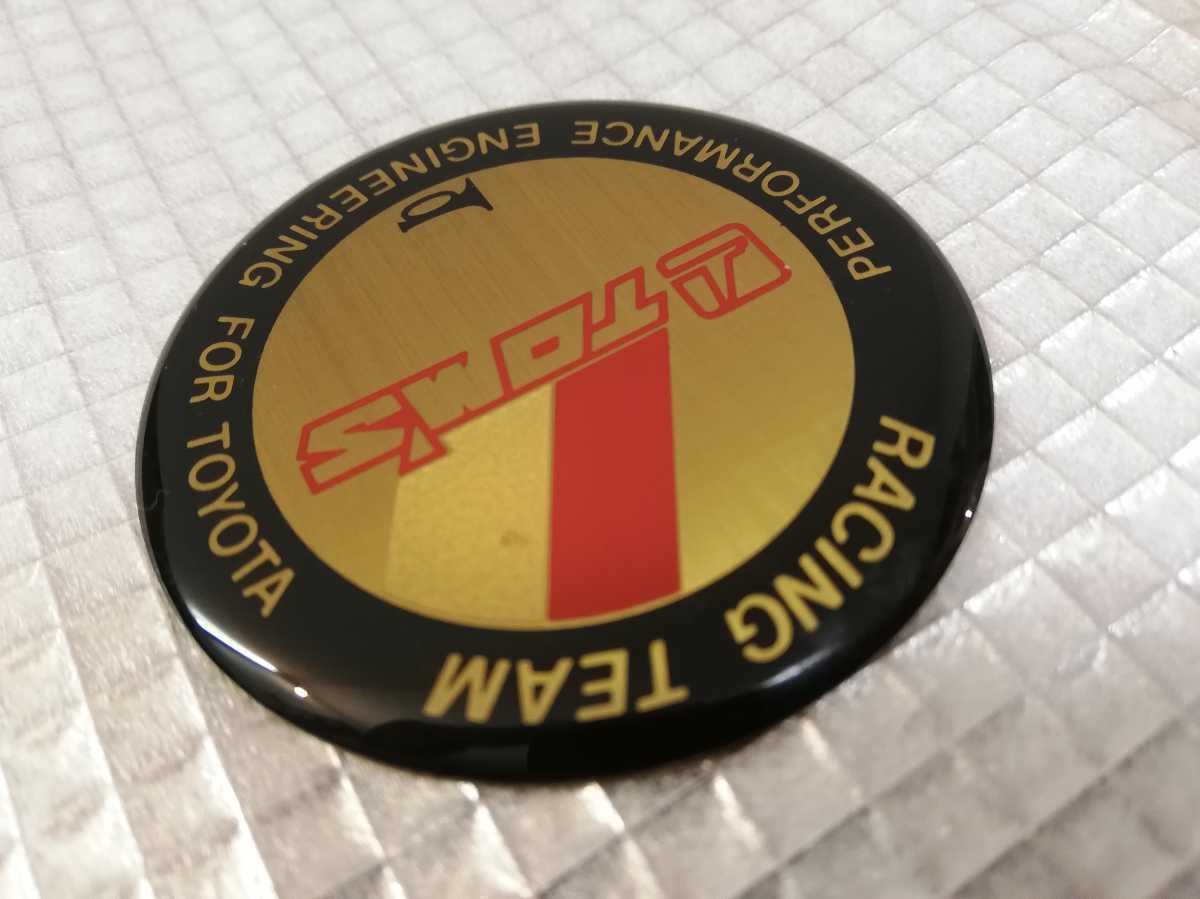 RACING TEAM
TOM'S
PERFORMANCE ENGINEERING FOR TOYOTA